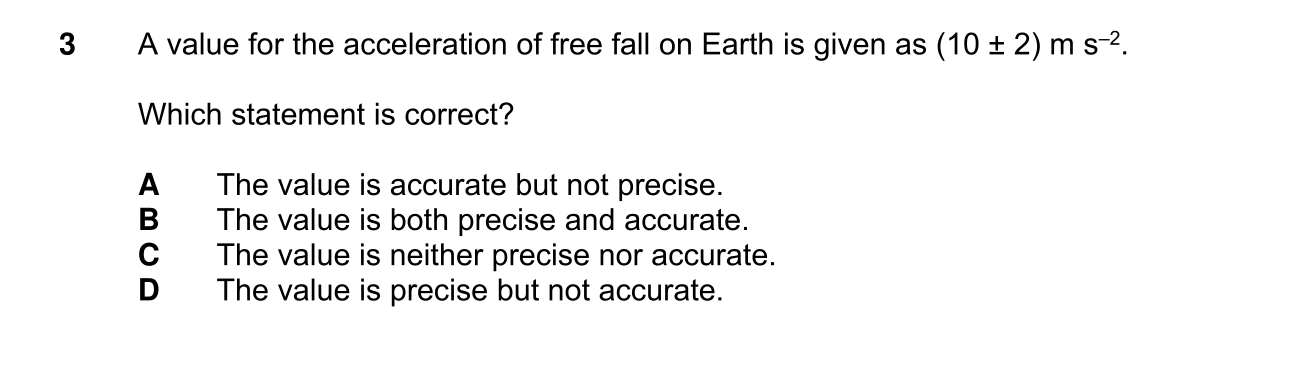 3 A value for the acceleration of free fall on Earth is given as (10 ± 2) m s⁻².
Which statement is correct?
A The value is accurate but not precise.
B The value is both precise and accurate.
C The value is neither precise nor accurate.
D The value is precise but not accurate.